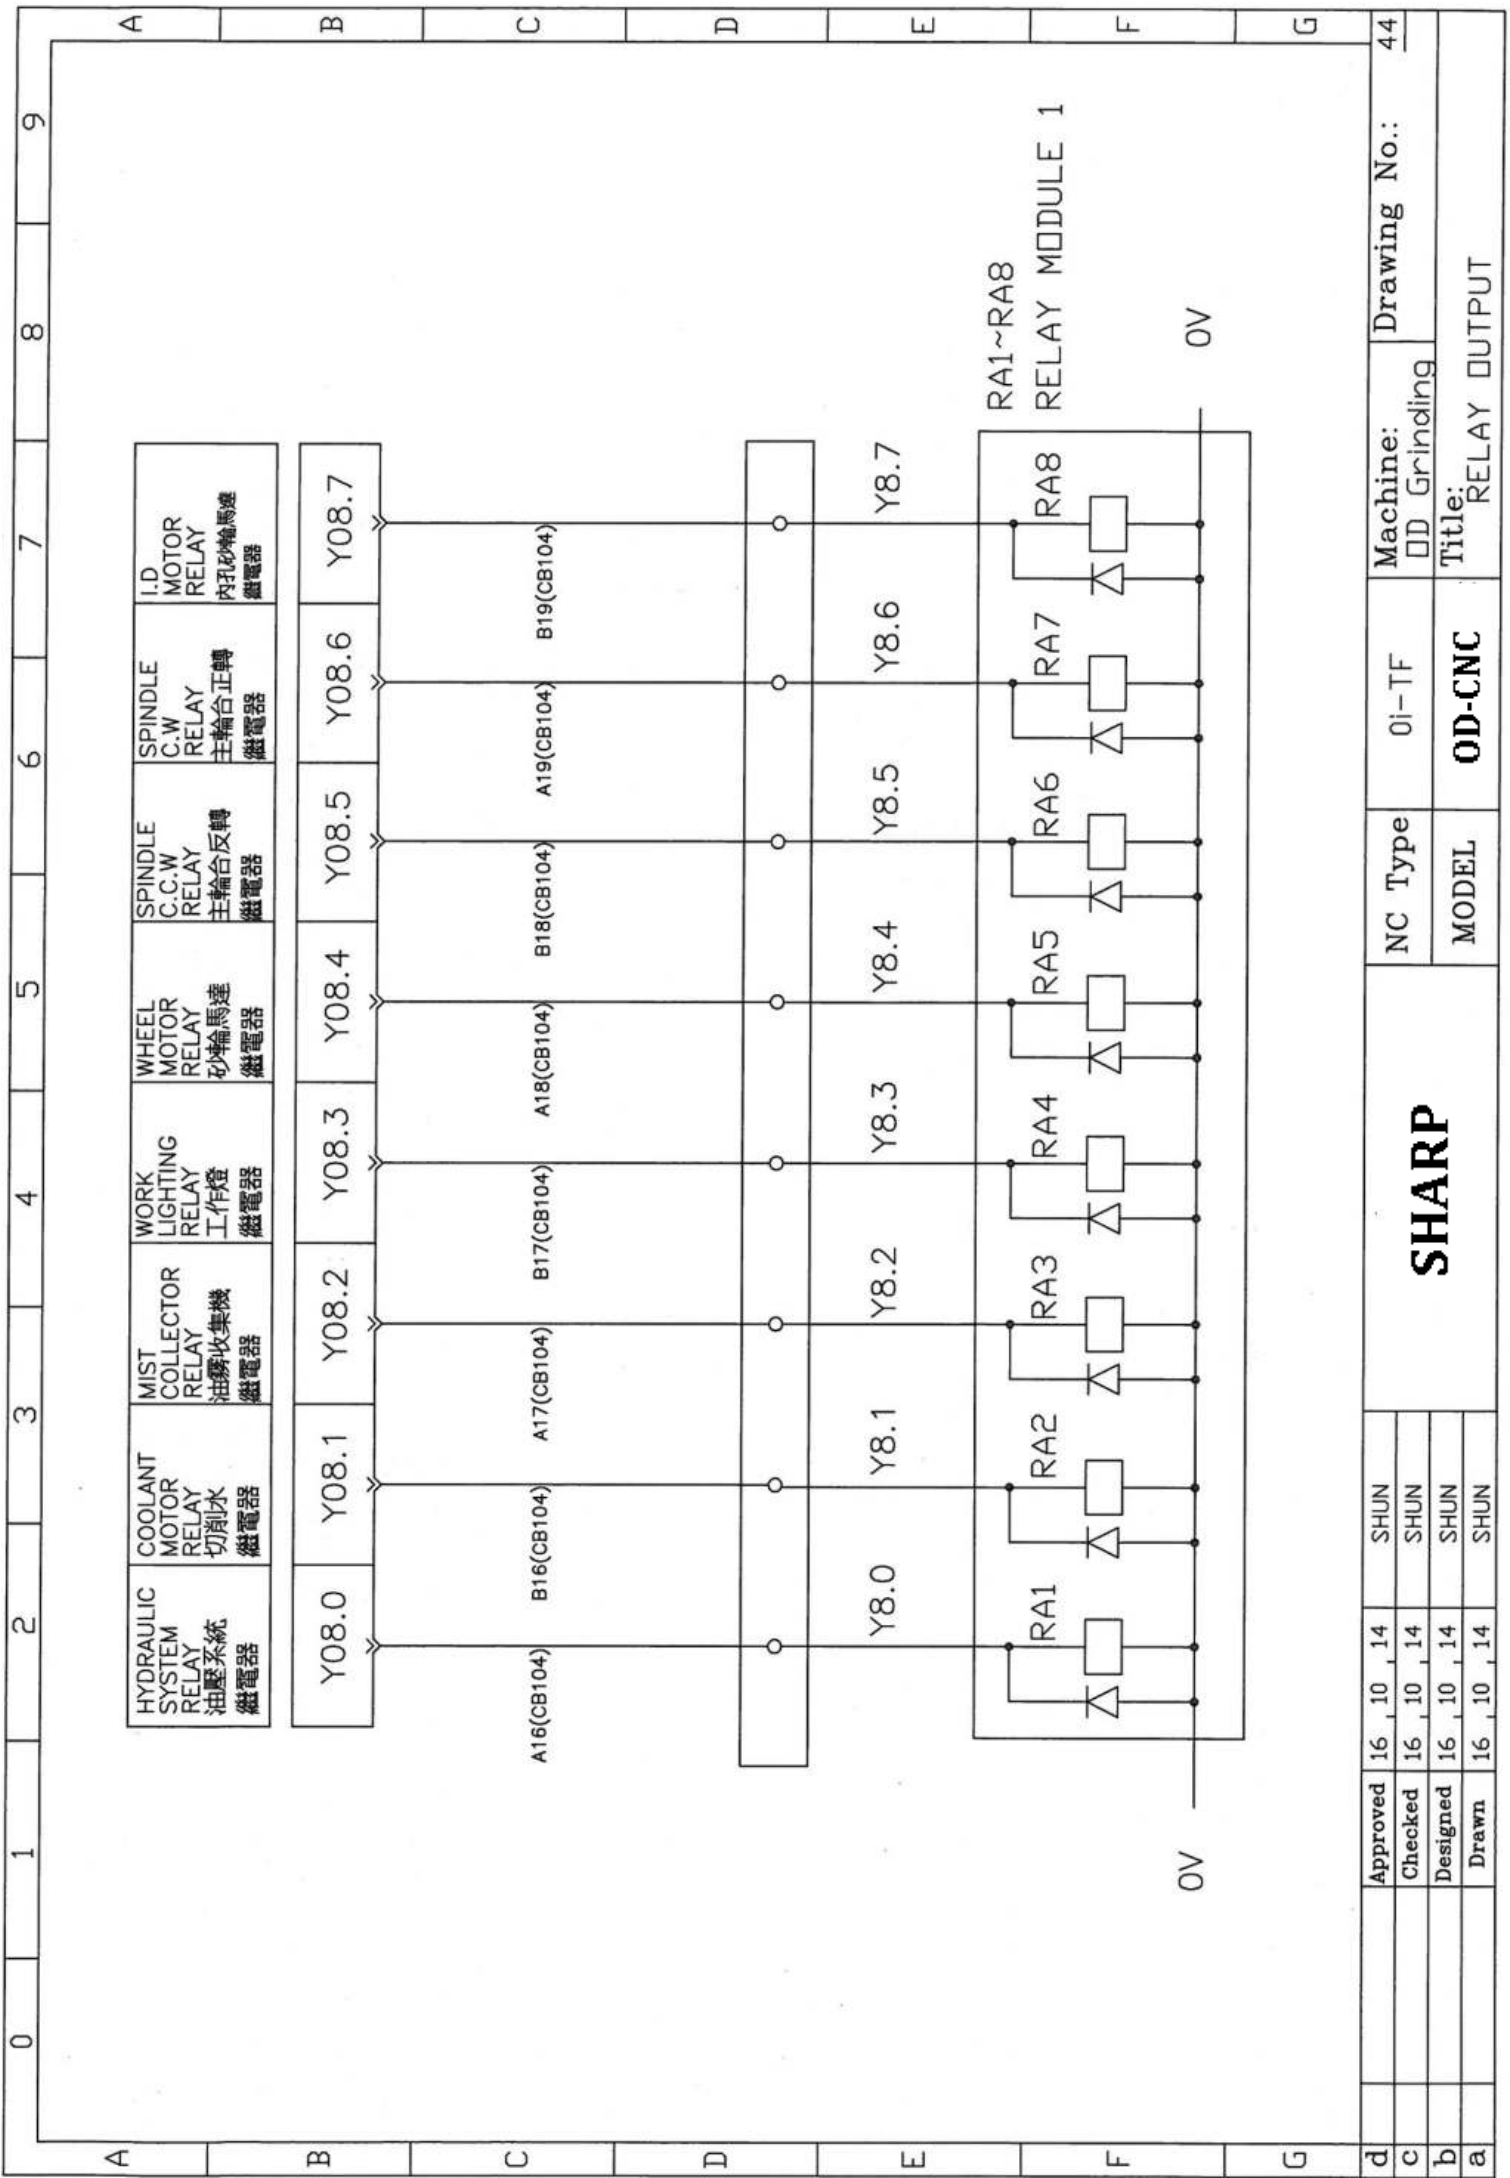 0 1 2 3 4 5 6 7 8 9
A
B
C
D
E
F
G
A
B
C
D
E
F
G
HYDRAULIC
SYSTEM
RELAY
油壓系統
繼電器
COOLANT
MOTOR
RELAY
切削水
繼電器
MIST
COLLECTOR
RELAY
油霧收集機
繼電器
WORK
LIGHTING
RELAY
工作燈
繼電器
WHEEL
MOTOR
RELAY
砂輪馬達
繼電器
SPINDLE
C.C.W
RELAY
主輪台反轉
繼電器
SPINDLE
C.W
RELAY
主輪台正轉
繼電器
I.D
MOTOR
RELAY
內孔砂輪馬達
繼電器
Y08.0 Y08.1 Y08.2 Y08.3 Y08.4 Y08.5 Y08.6 Y08.7
A16(CB104) B16(CB104) A17(CB104) B17(CB104) A18(CB104) B18(CB104) A19(CB104) B19(CB104)
Y8.0 Y8.1 Y8.2 Y8.3 Y8.4 Y8.5 Y8.6 Y8.7
RA1~RA8
RELAY MODULE 1
RA1 RA2 RA3 RA4 RA5 RA6 RA7 RA8
0V 0V
d Approved 16 , 10 , 14 SHUN
c Checked 16 , 10 , 14 SHUN
b Designed 16 , 10 , 14 SHUN
a Drawn 16 , 10 , 14 SHUN
SHARP
NC Type 0i-TF
MODEL OD-CNC
Machine:
OD Grinding
Drawing No.: 44
Title:
RELAY OUTPUT